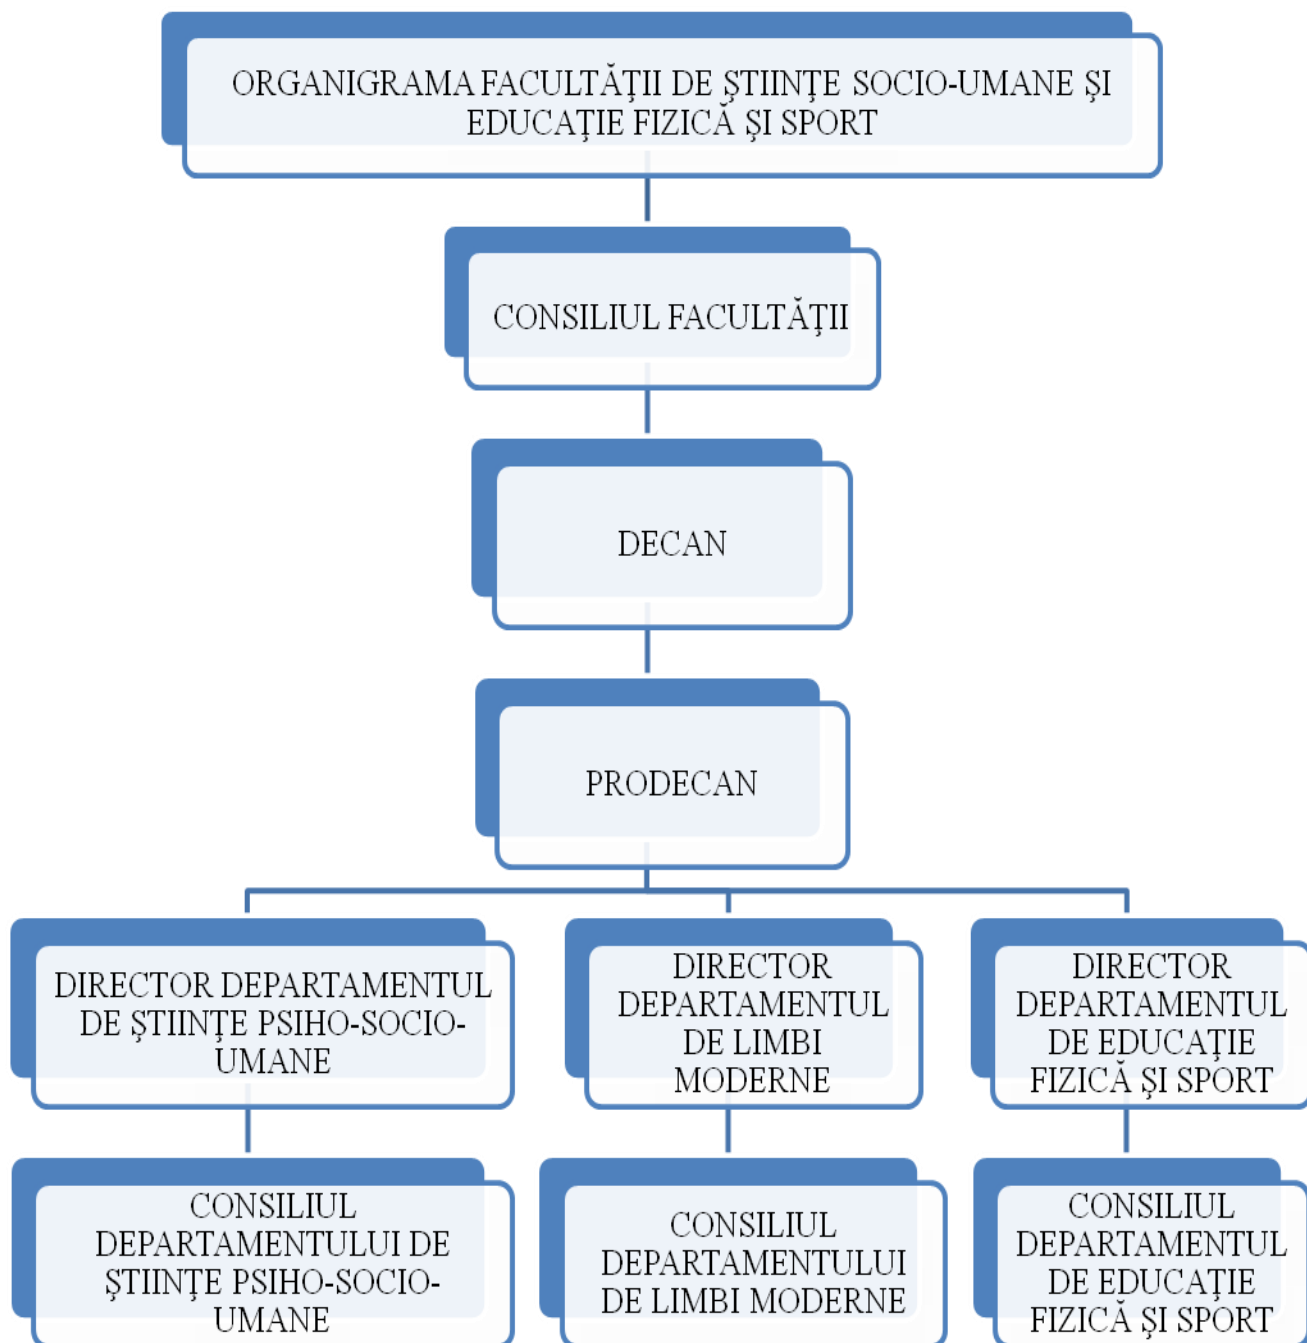 ORGANIGRAMA FACULTĂŢII DE ŞTIINŢE SOCIO-UMANE ŞI
EDUCAŢIE FIZICĂ ŞI SPORT
CONSILIUL FACULTĂŢII
DECAN
PRODECAN
DIRECTOR DEPARTAMENTUL
DE ŞTIINŢE PSIHO-SOCIO-
UMANE
DIRECTOR
DEPARTAMENTUL
DE LIMBI
MODERNE
DIRECTOR
DEPARTAMENTUL
DE EDUCAŢIE
FIZICĂ ŞI SPORT
CONSILIUL
DEPARTAMENTULUI DE
ŞTIINŢE PSIHO-SOCIO-
UMANE
CONSILIUL
DEPARTAMENTULUI
DE LIMBI MODERNE
CONSILIUL
DEPARTAMENTUL
DE EDUCAŢIE
FIZICĂ ŞI SPORT